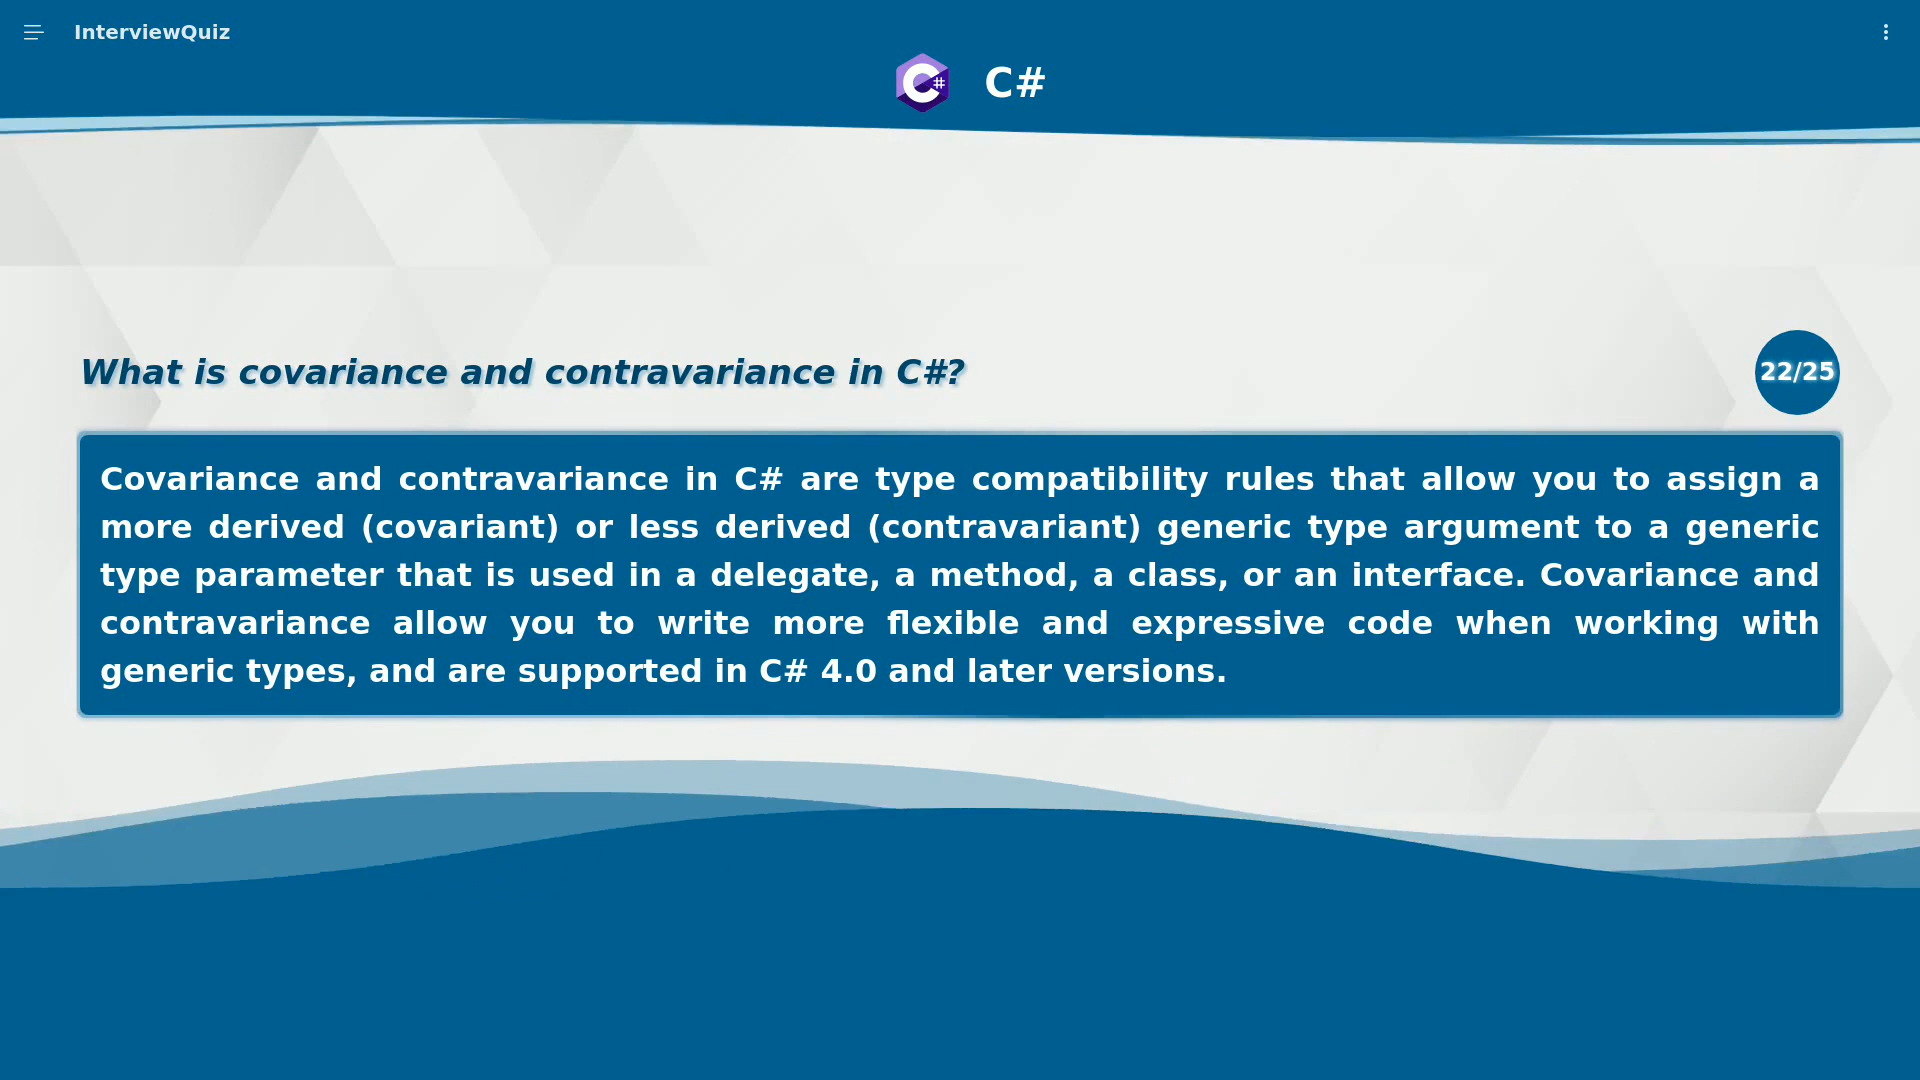 InterviewQuiz
C#
What is covariance and contravariance in C#?
22/25
Covariance and contravariance in C# are type compatibility rules that allow you to assign a
more derived (covariant) or less derived (contravariant) generic type argument to a generic
type parameter that is used in a delegate, a method, a class, or an interface. Covariance and
contravariance allow you to write more flexible and expressive code when working with
generic types, and are supported in C# 4.0 and later versions.